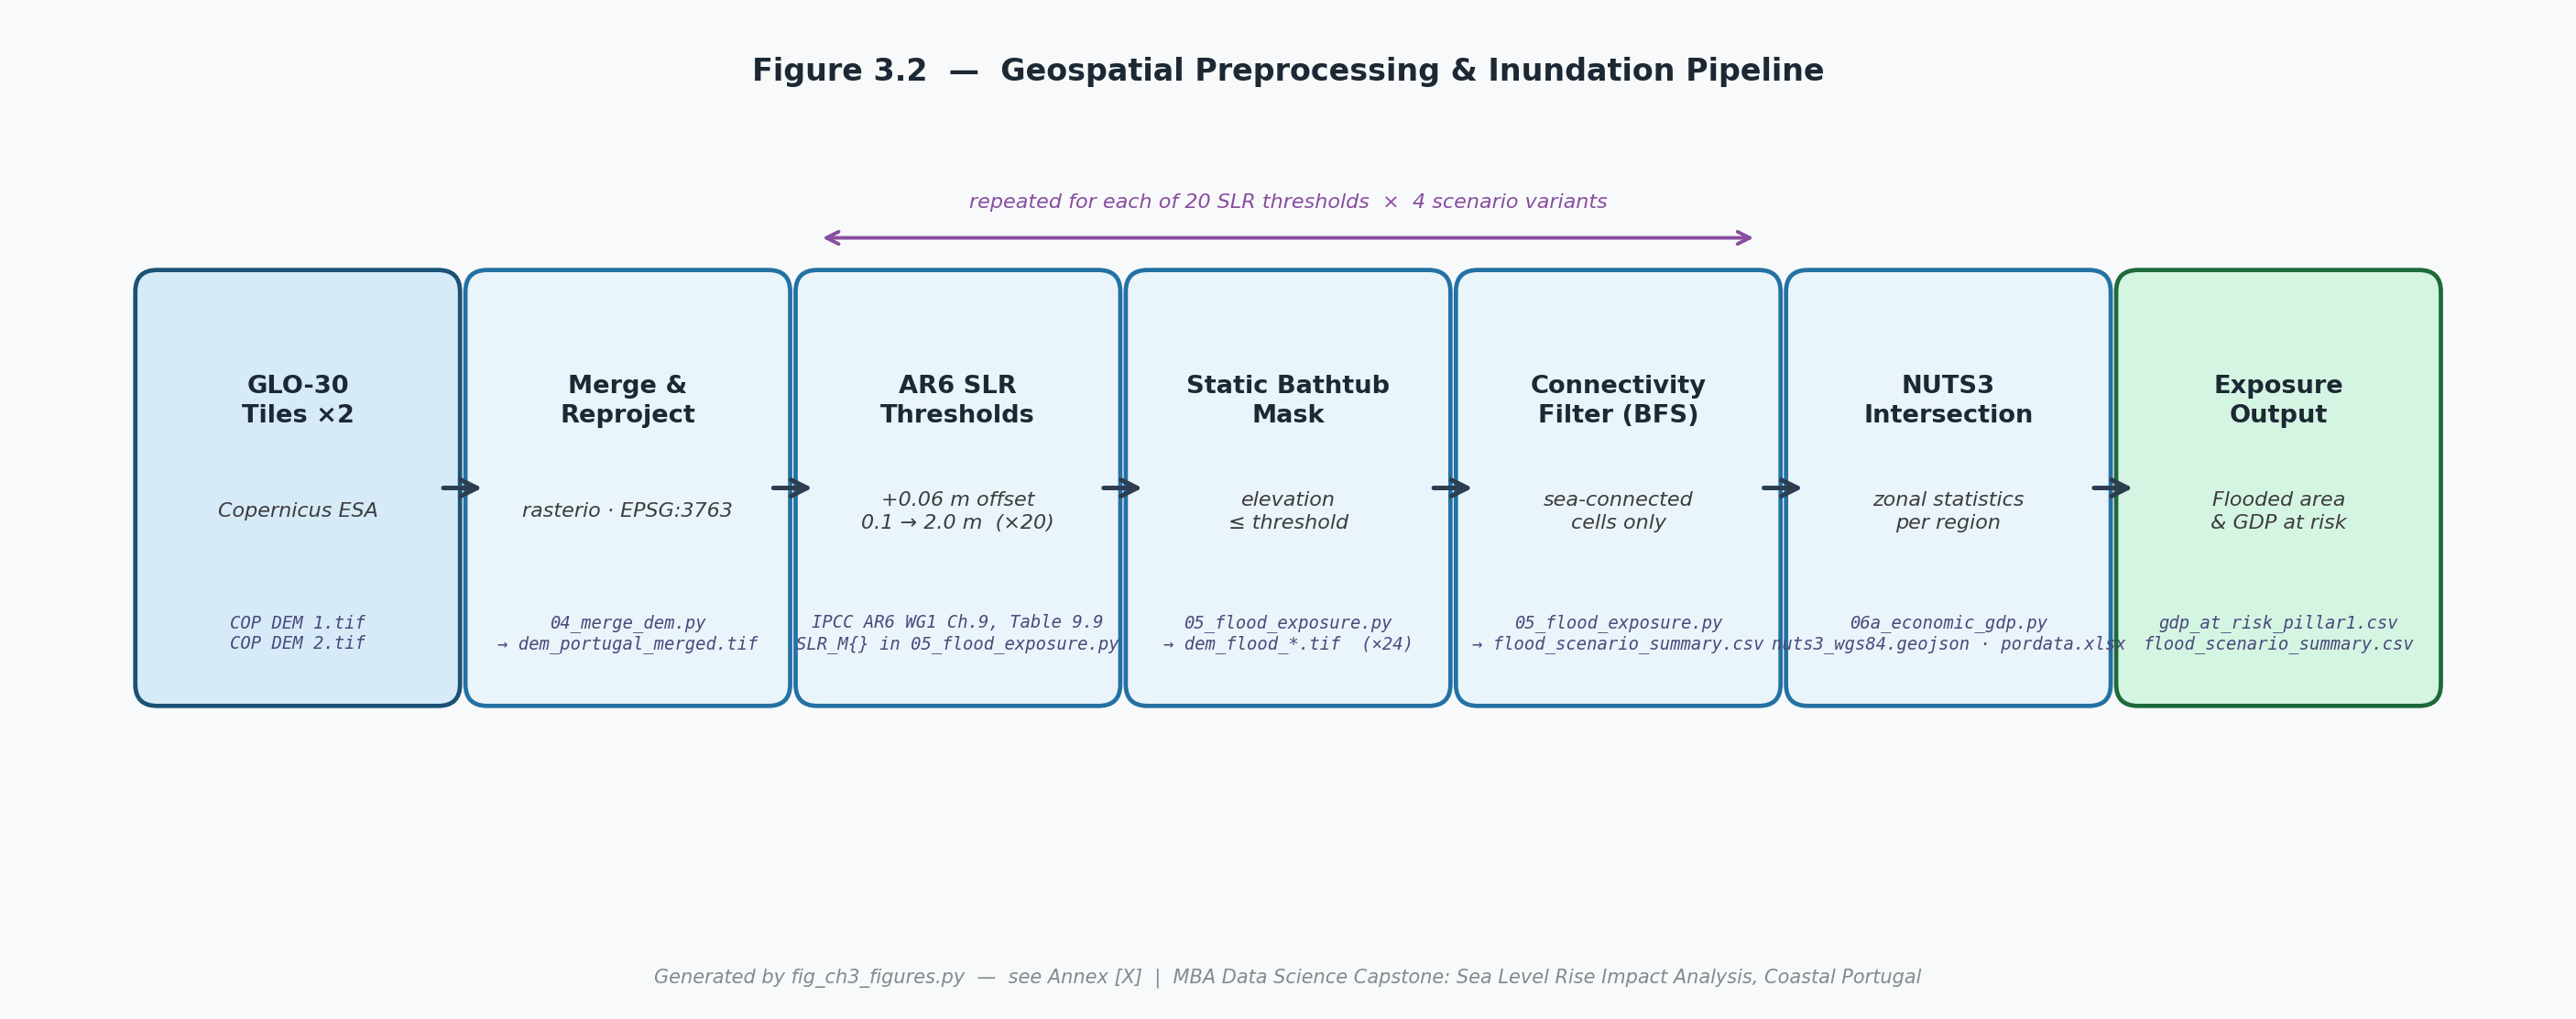 Figure 3.2 — Geospatial Preprocessing & Inundation Pipeline
repeated for each of 20 SLR thresholds × 4 scenario variants
GLO-30
Tiles ×2
Copernicus ESA
COP DEM 1.tif
COP DEM 2.tif
Merge &
Reproject
rasterio · EPSG:3763
04_merge_dem.py
→ dem_portugal_merged.tif
AR6 SLR
Thresholds
+0.06 m offset
0.1 → 2.0 m (×20)
IPCC AR6 WG1 Ch.9, Table 9.9
SLR_M{} in 05_flood_exposure.py
Static Bathtub
Mask
elevation
≤ threshold
05_flood_exposure.py
→ dem_flood_*.tif (×24)
Connectivity
Filter (BFS)
sea-connected
cells only
05_flood_exposure.py
→ flood_scenario_summary.csv
NUTS3
Intersection
zonal statistics
per region
06a_economic_gdp.py
nuts3_wgs84.geojson · pordata.xlsx
Exposure
Output
Flooded area
& GDP at risk
gdp_at_risk_pillar1.csv
flood_scenario_summary.csv
Generated by fig_ch3_figures.py — see Annex [X] | MBA Data Science Capstone: Sea Level Rise Impact Analysis, Coastal Portugal